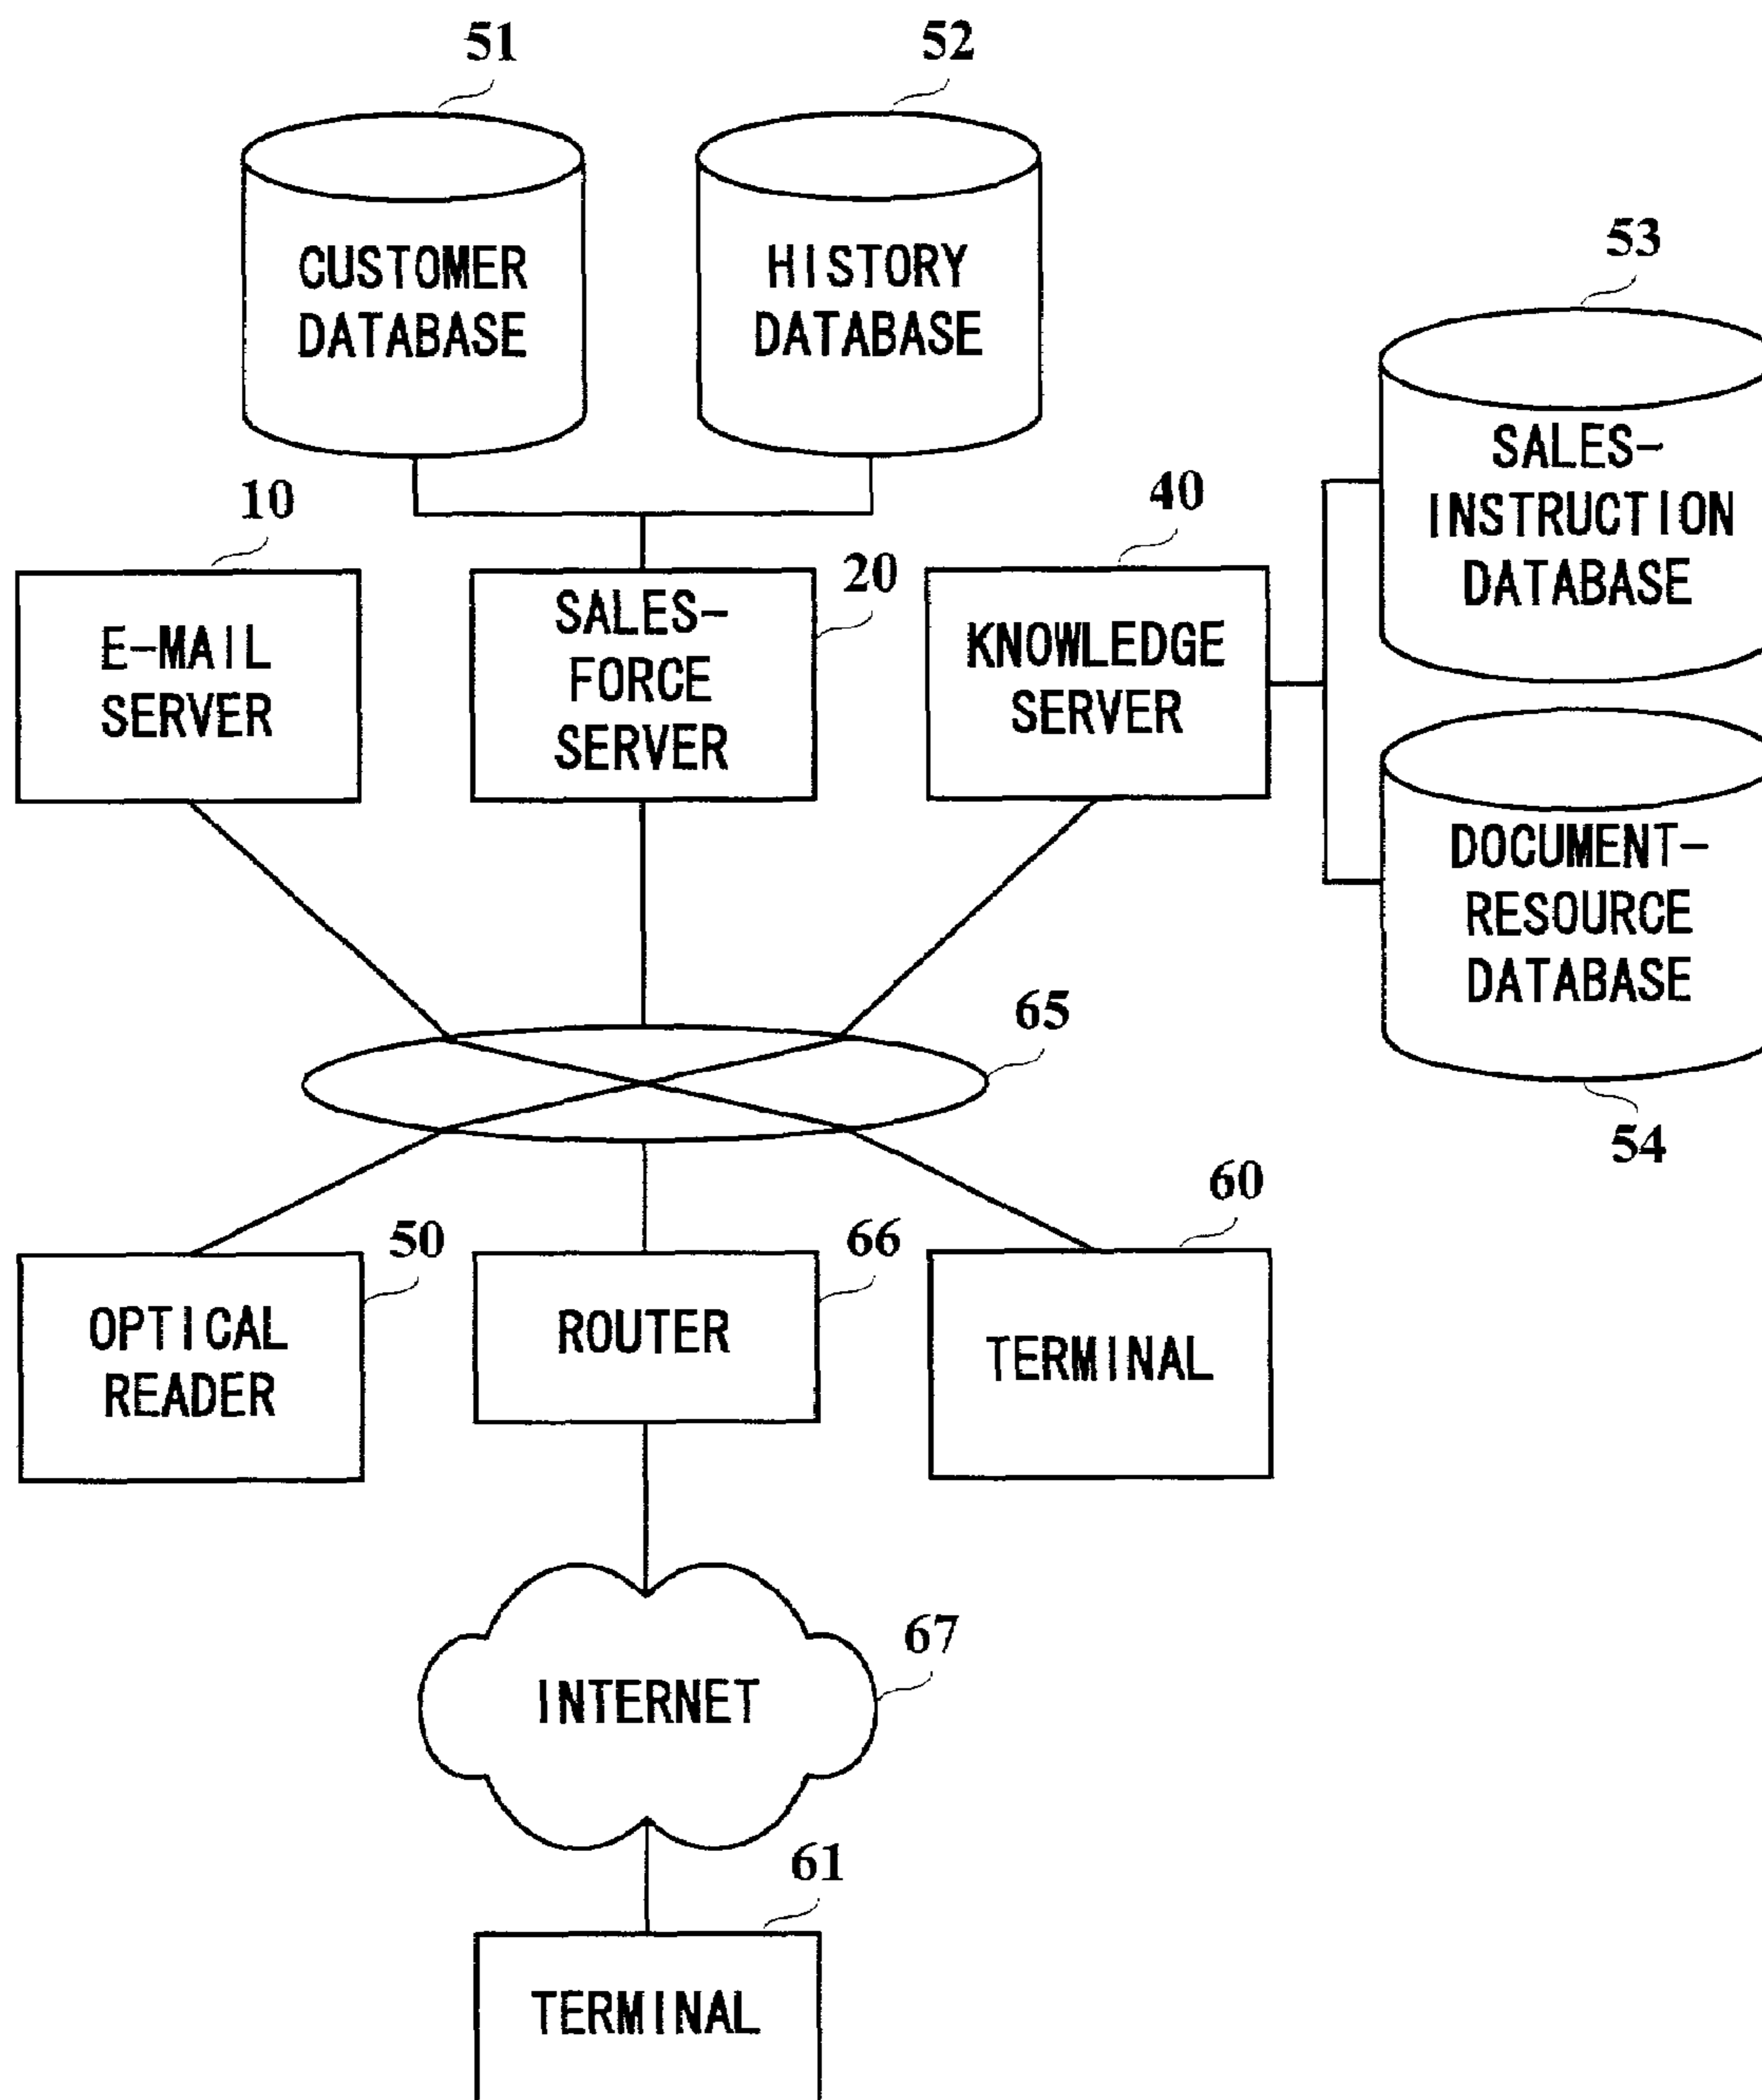 51
52
CUSTOMER
DATABASE
HISTORY
DATABASE
53
SALES-
INSTRUCTION
DATABASE
10
E-MAIL
SERVER
20
SALES-
FORCE
SERVER
40
KNOWLEDGE
SERVER
DOCUMENT-
RESOURCE
DATABASE
54
65
50
OPTICAL
READER
66
ROUTER
60
TERMINAL
67
INTERNET
61
TERMINAL